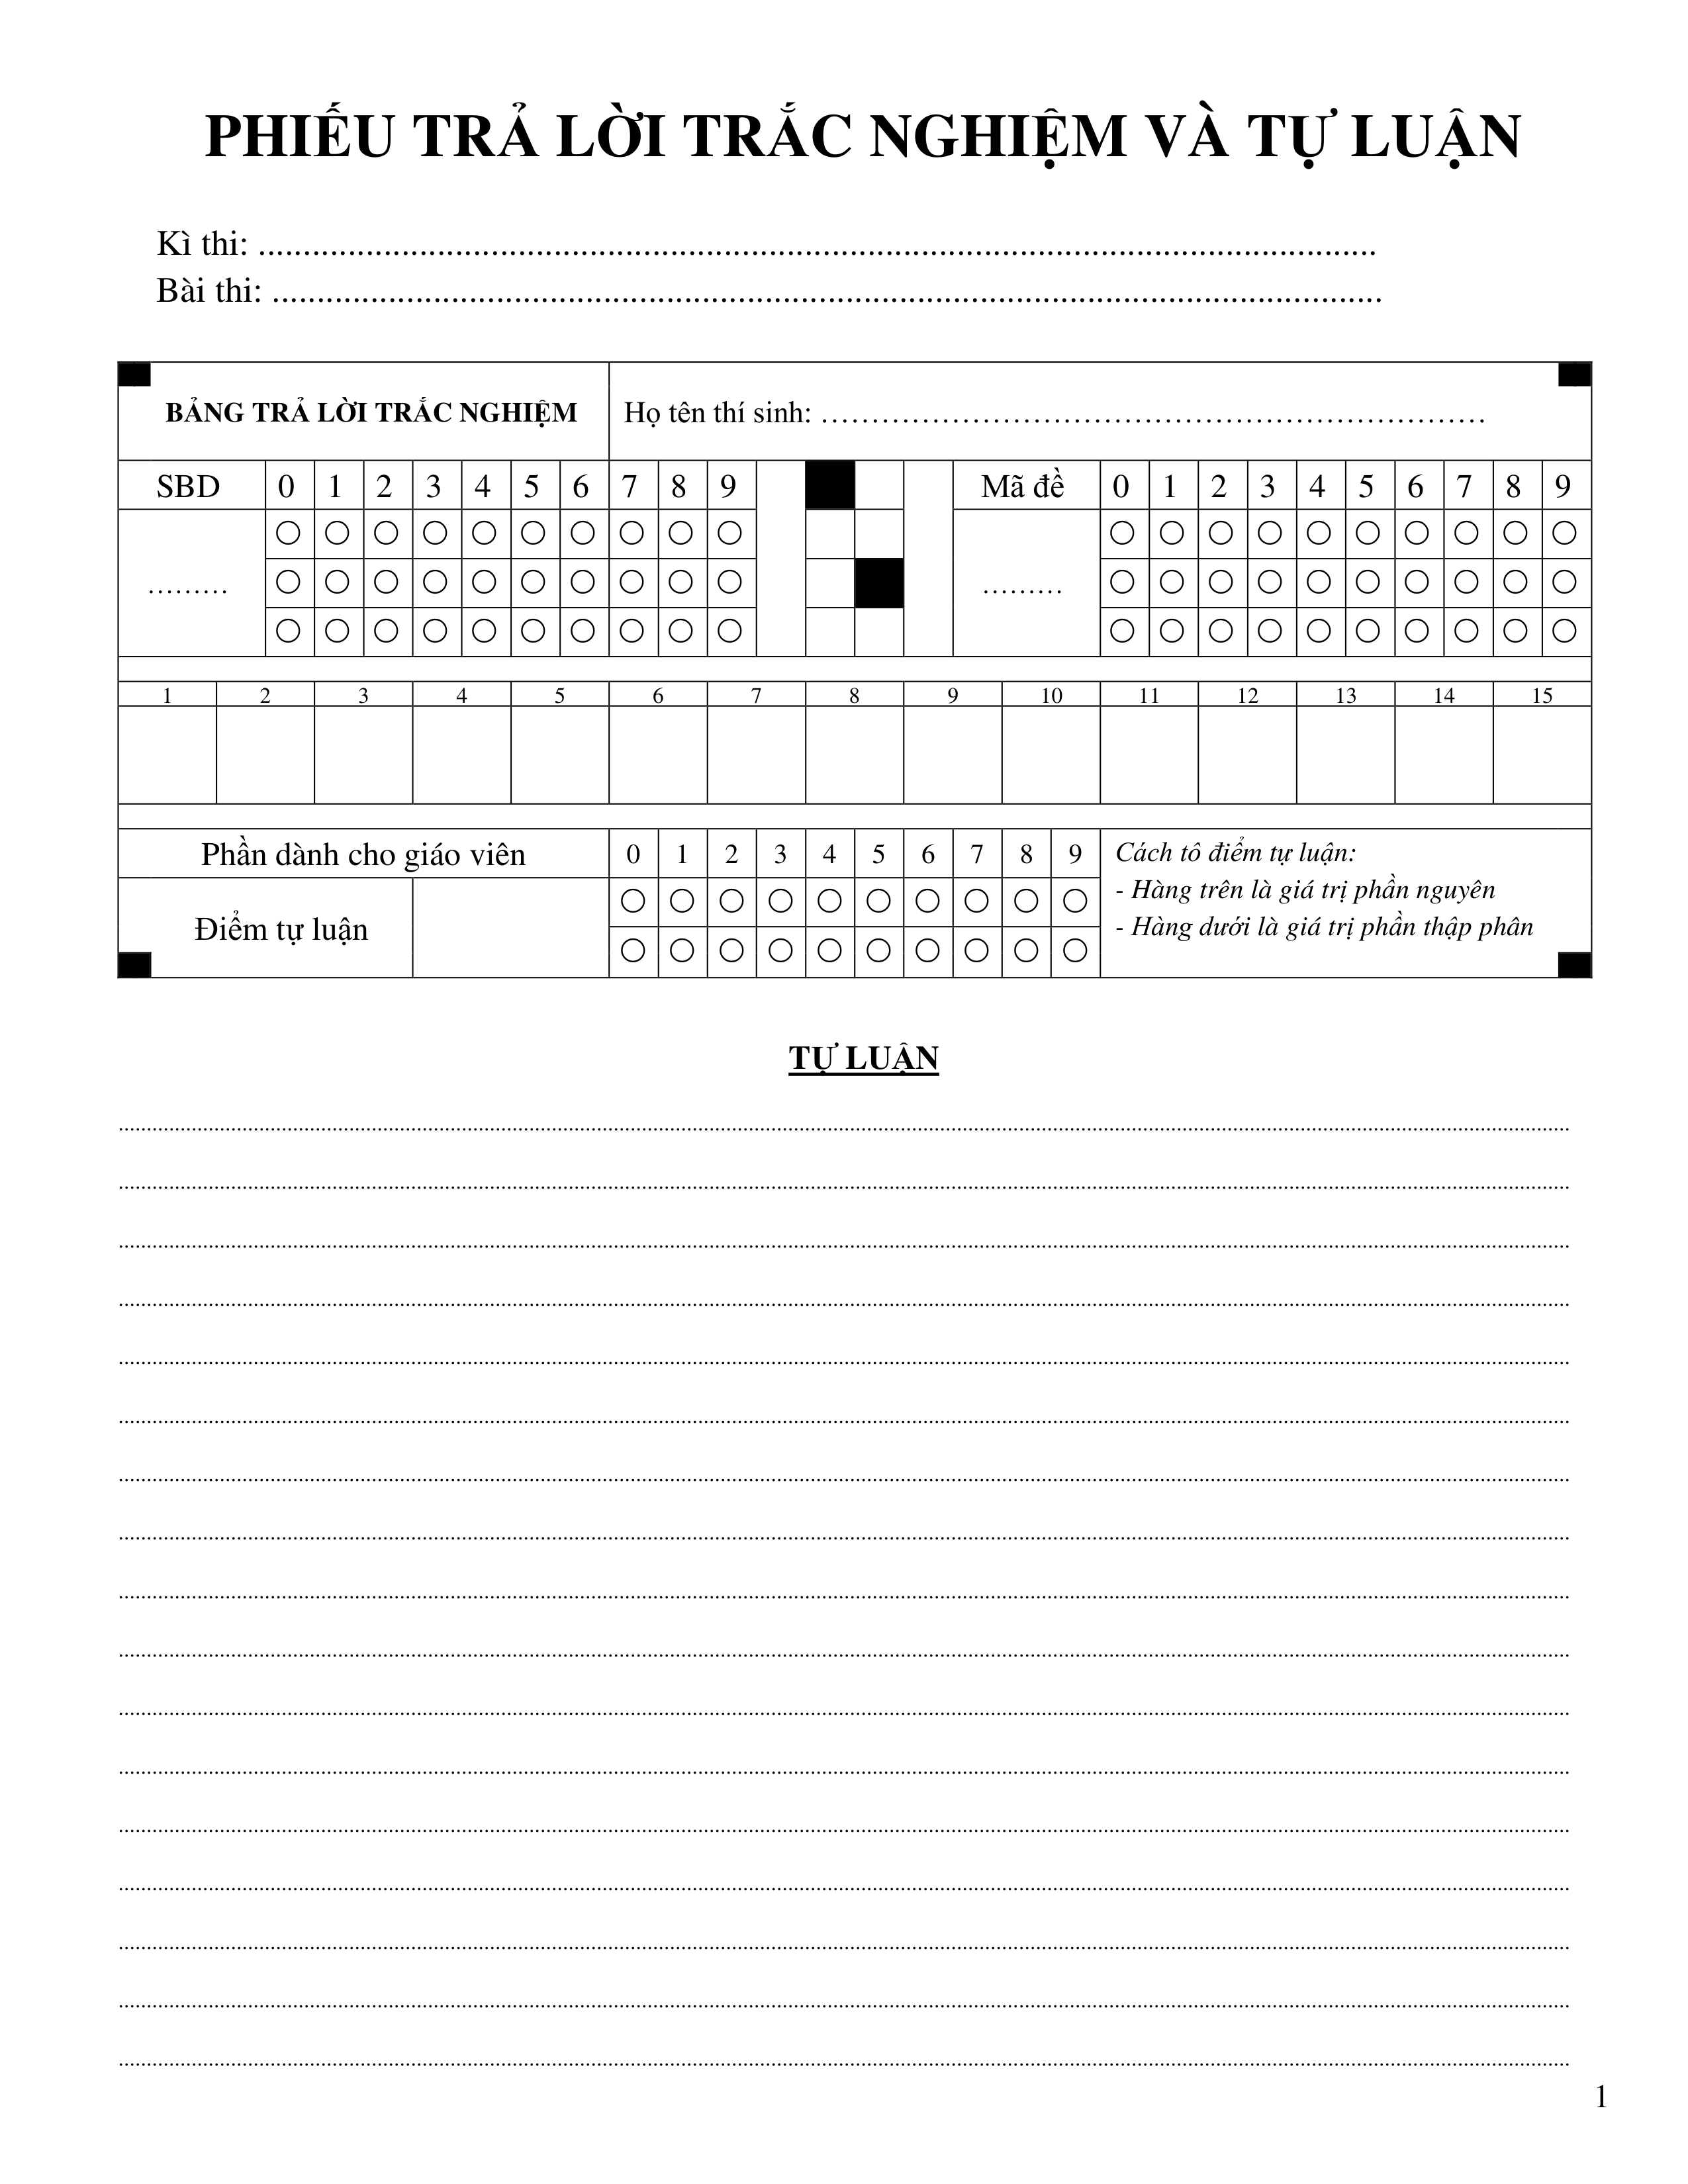 PHIẾU TRẢ LỜI TRẮC NGHIỆM VÀ TỰ LUẬN
Kì thi: ........................................................................................................................
Bài thi: ........................................................................................................................
BẢNG TRẢ LỜI TRẮC NGHIỆM Họ tên thí sinh: ……………………………………………………………
SBD 0 1 2 3 4 5 6 7 8 9 Mã đề 0 1 2 3 4 5 6 7 8 9
……… ………
1 2 3 4 5 6 7 8 9 10 11 12 13 14 15
Phần dành cho giáo viên 0 1 2 3 4 5 6 7 8 9 Cách tô điểm tự luận:
- Hàng trên là giá trị phần nguyên
Điểm tự luận - Hàng dưới là giá trị phần thập phân
TỰ LUẬN
1